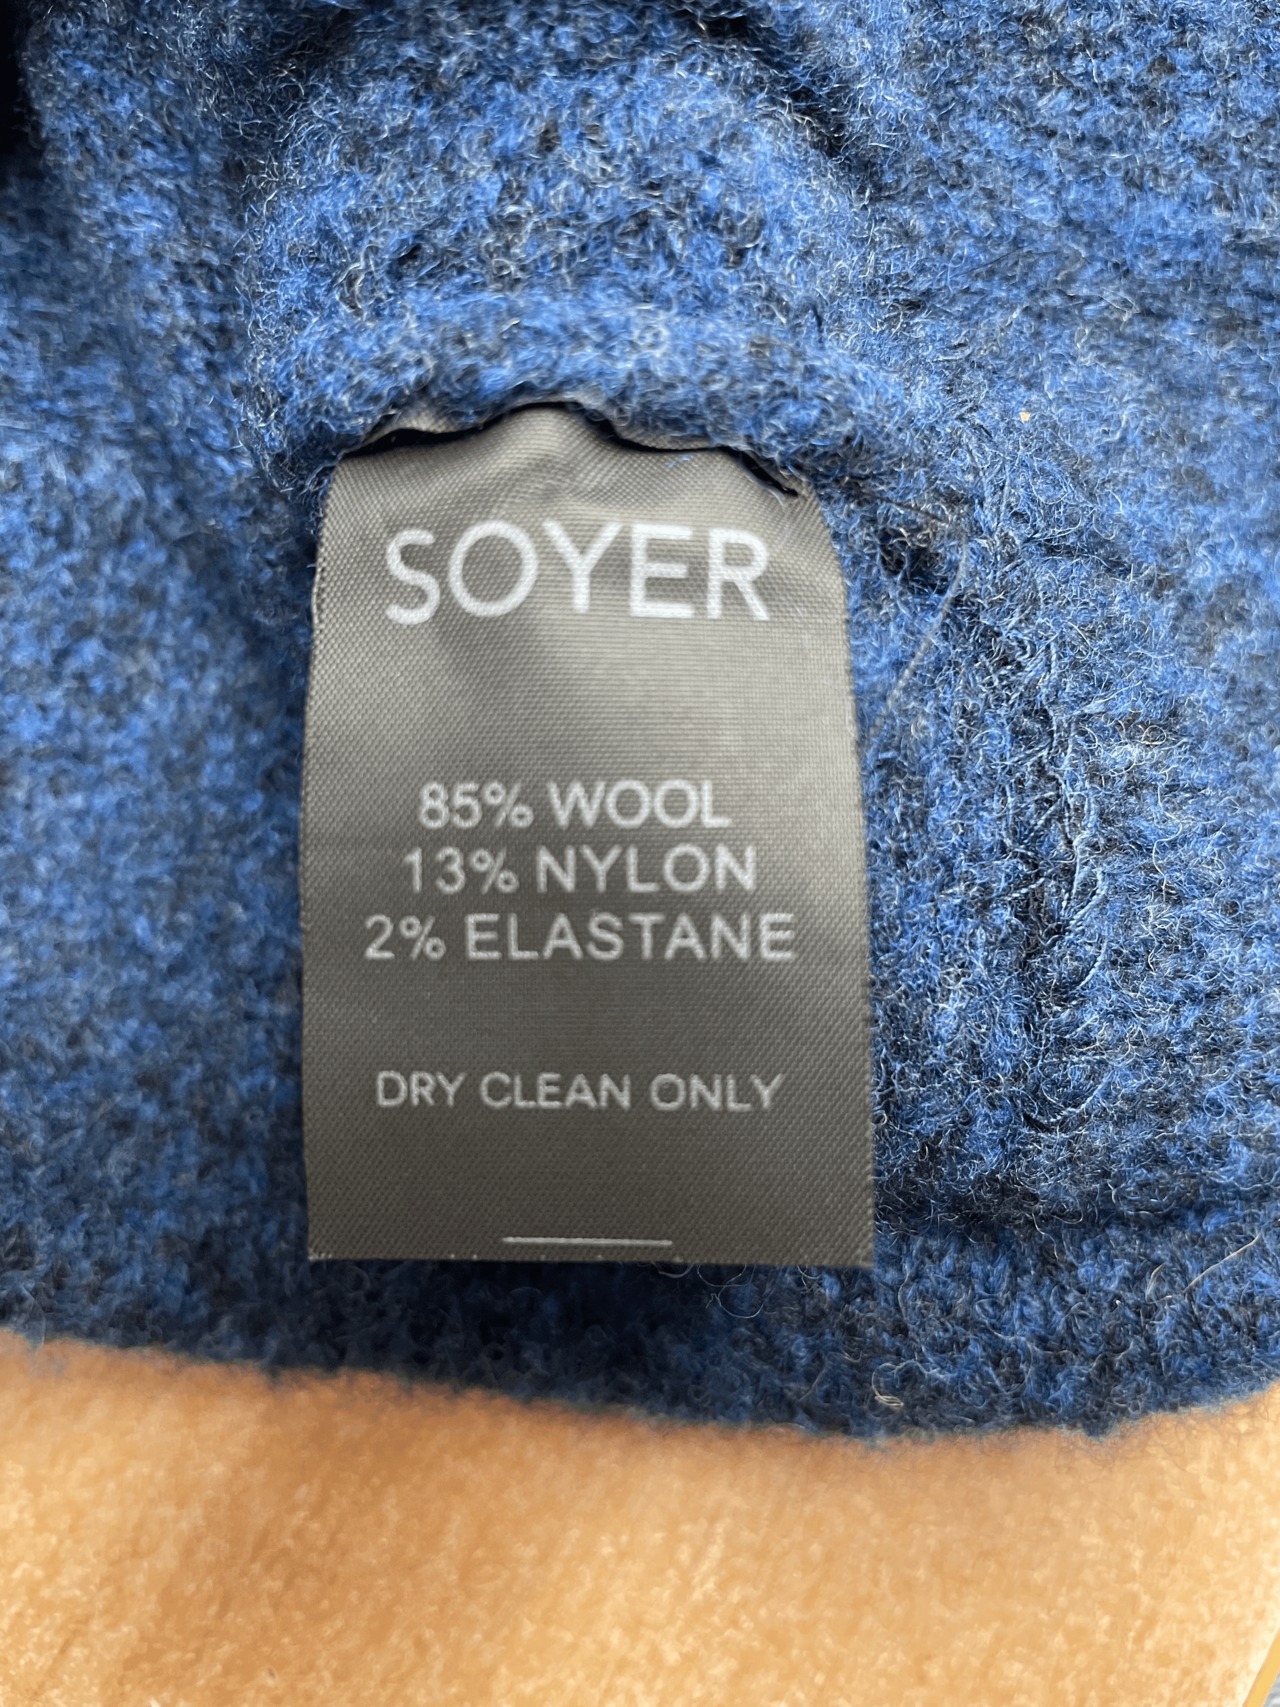 SOYER
85% WOOL
13% NYLON
2% ELASTANE
DRY CLEAN ONLY